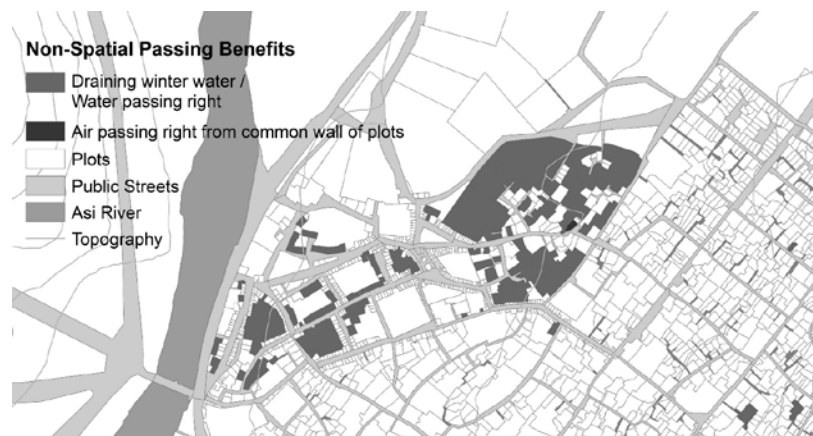 Non-Spatial Passing Benefits
Draining winter water /
Water passing right
Air passing right from common wall of plots
Plots
Public Streets
Asi River
Topography